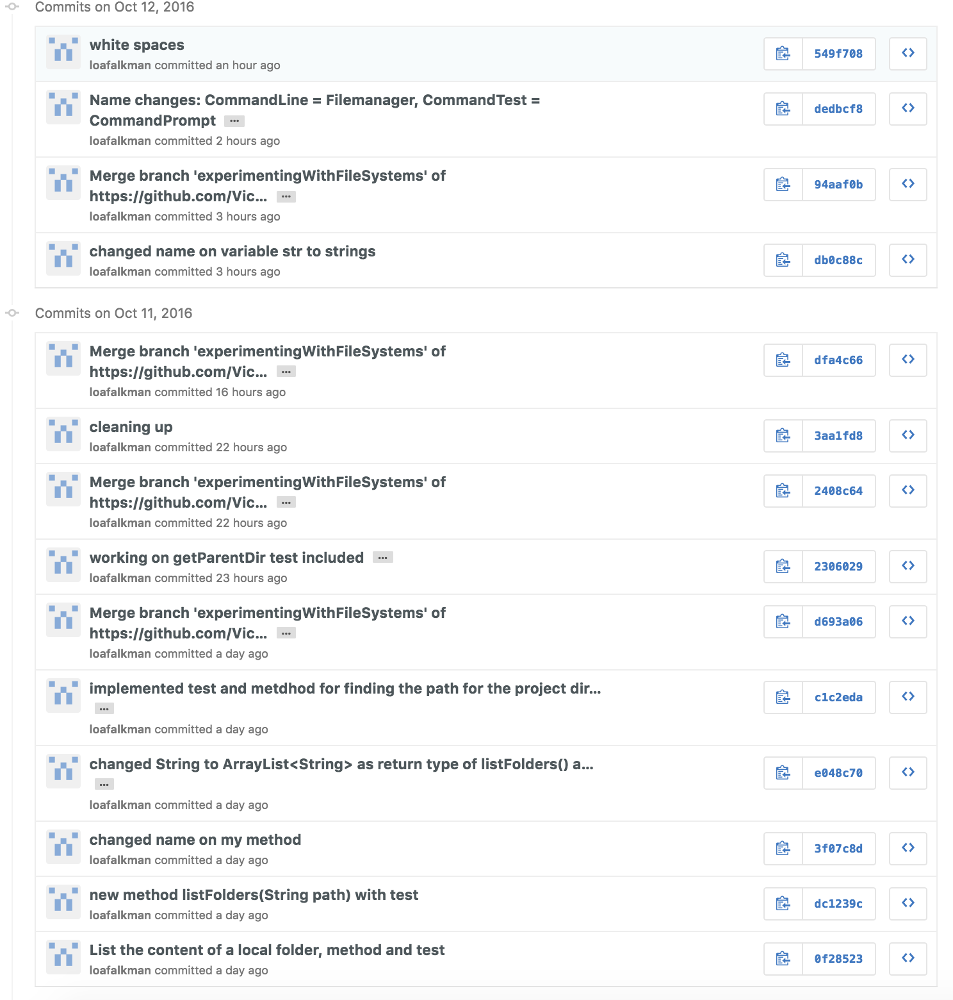 Commits on Oct 12, 2016
white spaces
loafalkman committed an hour ago
549f708
Name changes: CommandLine = Filemanager, CommandTest =
CommandPrompt …
loafalkman committed 2 hours ago
dedbcf8
Merge branch 'experimentingWithFileSystems' of
https://github.com/Vic... …
loafalkman committed 3 hours ago
94aaf0b
changed name on variable str to strings
loafalkman committed 3 hours ago
db0c88c
Commits on Oct 11, 2016
Merge branch 'experimentingWithFileSystems' of
https://github.com/Vic... …
loafalkman committed 16 hours ago
dfa4c66
cleaning up
loafalkman committed 22 hours ago
3aa1fd8
Merge branch 'experimentingWithFileSystems' of
https://github.com/Vic... …
loafalkman committed 22 hours ago
2408c64
working on getParentDir test included …
loafalkman committed 23 hours ago
2306029
Merge branch 'experimentingWithFileSystems' of
https://github.com/Vic... …
loafalkman committed a day ago
d693a06
implemented test and metdhod for finding the path for the project dir...
…
loafalkman committed a day ago
c1c2eda
changed String to ArrayList<String> as return type of listFolders() a...
…
loafalkman committed a day ago
e048c70
changed name on my method
loafalkman committed a day ago
3f07c8d
new method listFolders(String path) with test
loafalkman committed a day ago
dc1239c
List the content of a local folder, method and test
loafalkman committed a day ago
0f28523